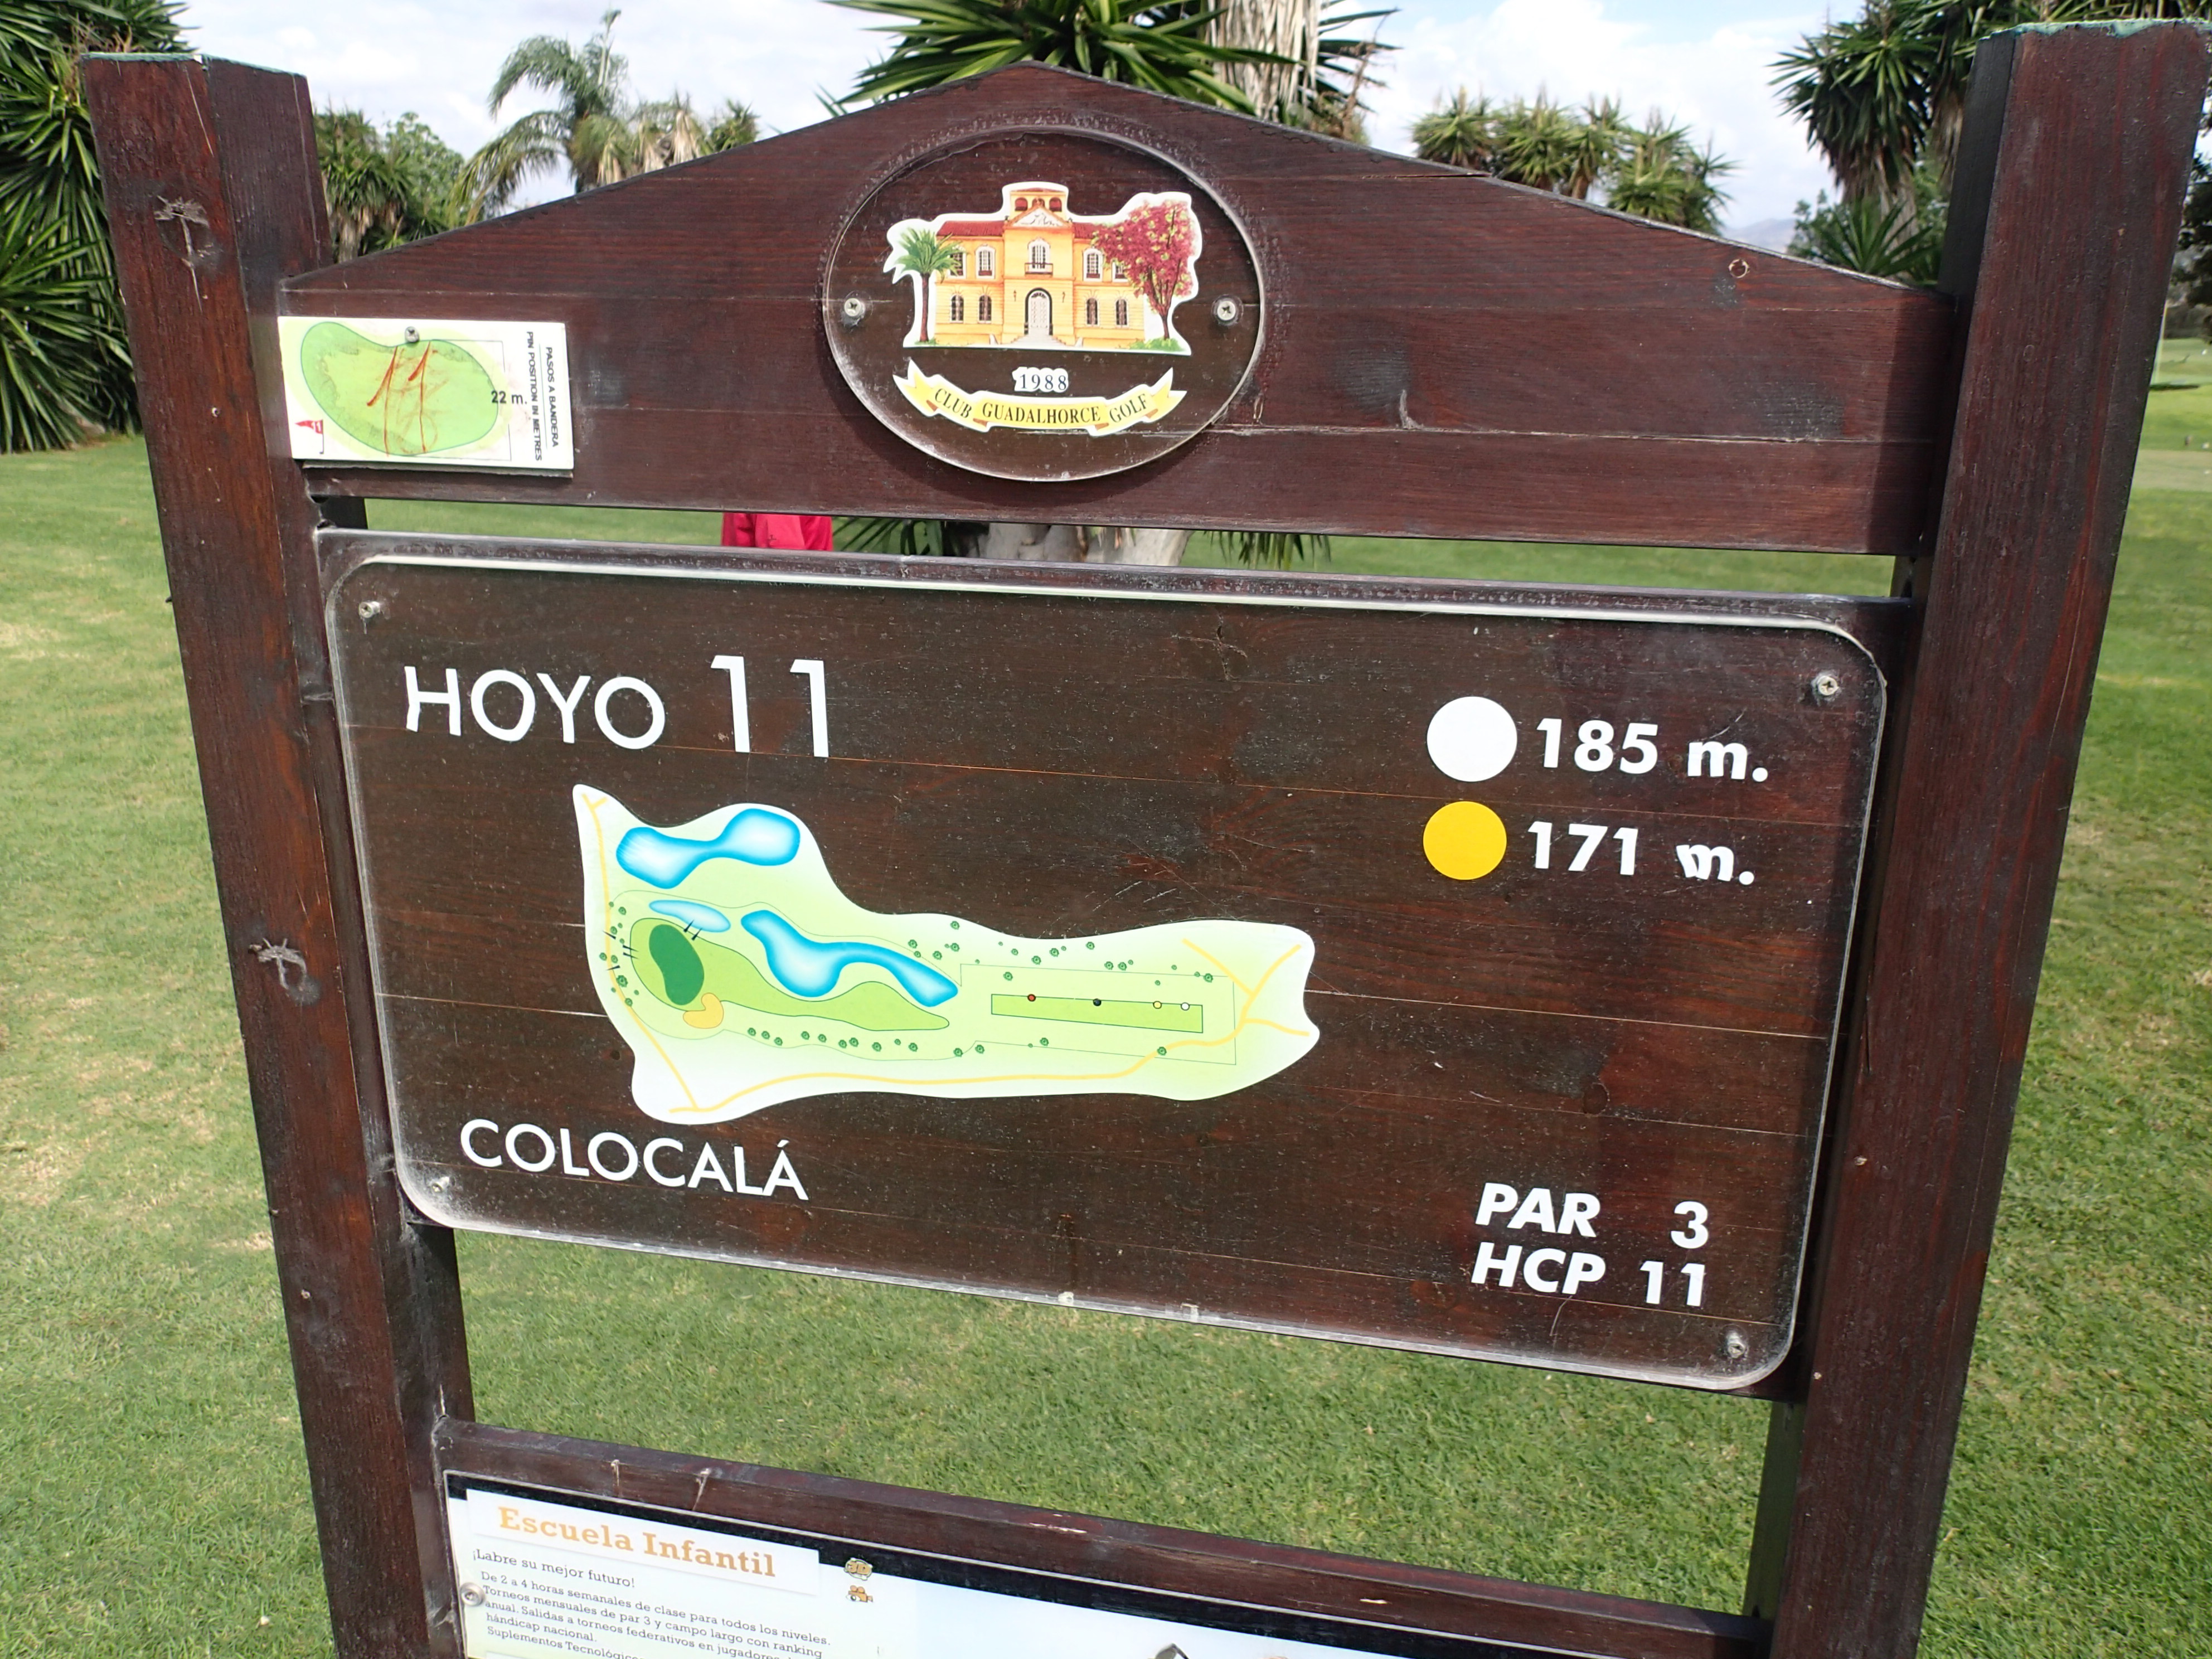 1988
CLUB GUADALHORCE GOLF
PASOS A BANDERA
PIN POSITION IN METRES
22 m.
11
HOYO 11
185 m.
171 m.
COLOCALÁ
PAR 3
HCP 11
Escuela Infantil
¡Labre su mejor futuro!
De 2 a 4 horas semanales de clase para todos los niveles.
Torneos mensuales de par 3 y campo largo con ranking
anual. Salidas a torneos federativos en jugadores
hándicap nacional.
Suplementos